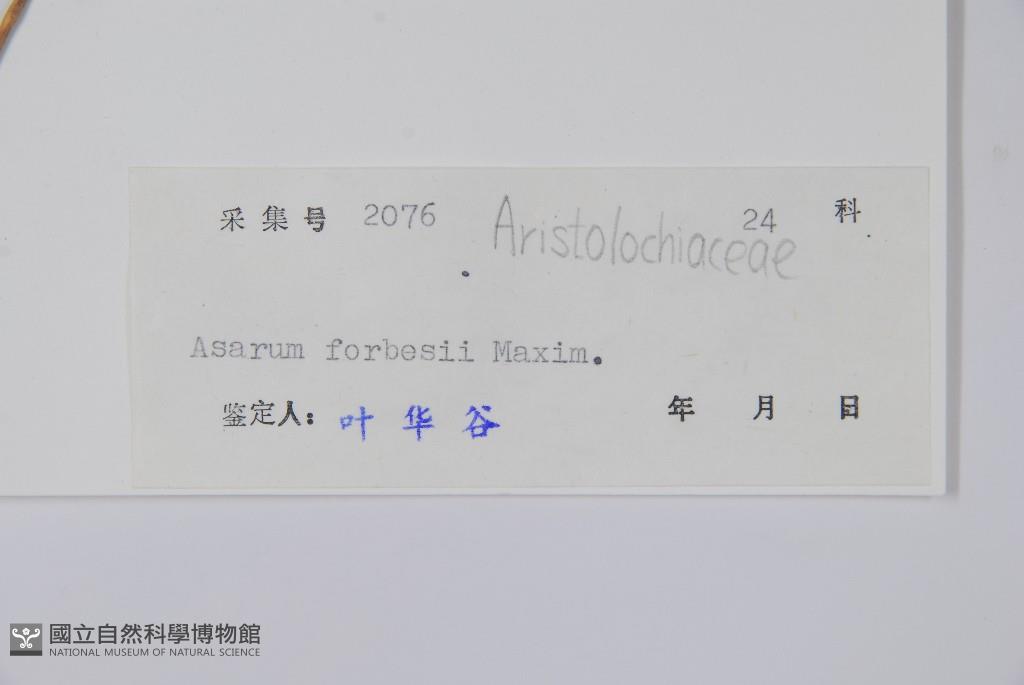 采集号 2076 Aristolochiaceae 24 科
Asarum forbesii Maxim.
鉴定人: 叶华谷 年 月 日
國立自然科學博物館
NATIONAL MUSEUM OF NATURAL SCIENCE